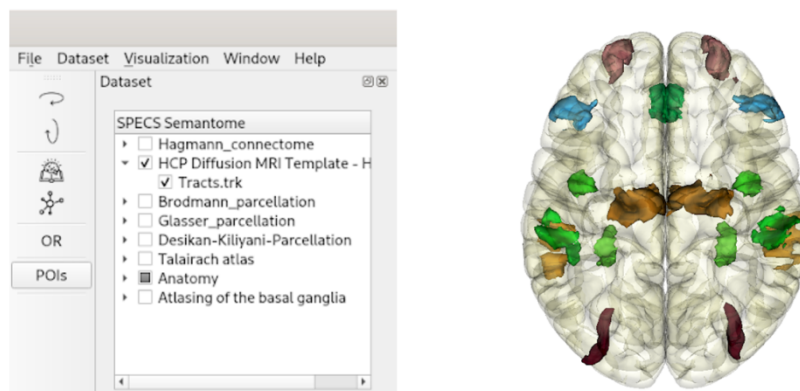 File Dataset Visualization Window Help
Dataset
SPECS Semantome
Hagmann_connectome
HCP Diffusion MRI Template - H
Tracts.trk
Brodmann_parcellation
Glasser_parcellation
Desikan-Kiliyani-Parcellation
Talairach atlas
Anatomy
Atlasing of the basal ganglia
OR
POIs